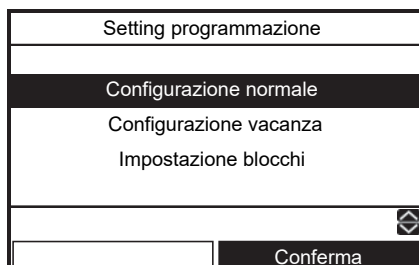 Setting programmazione
Configurazione normale
Configurazione vacanza
Impostazione blocchi
Conferma